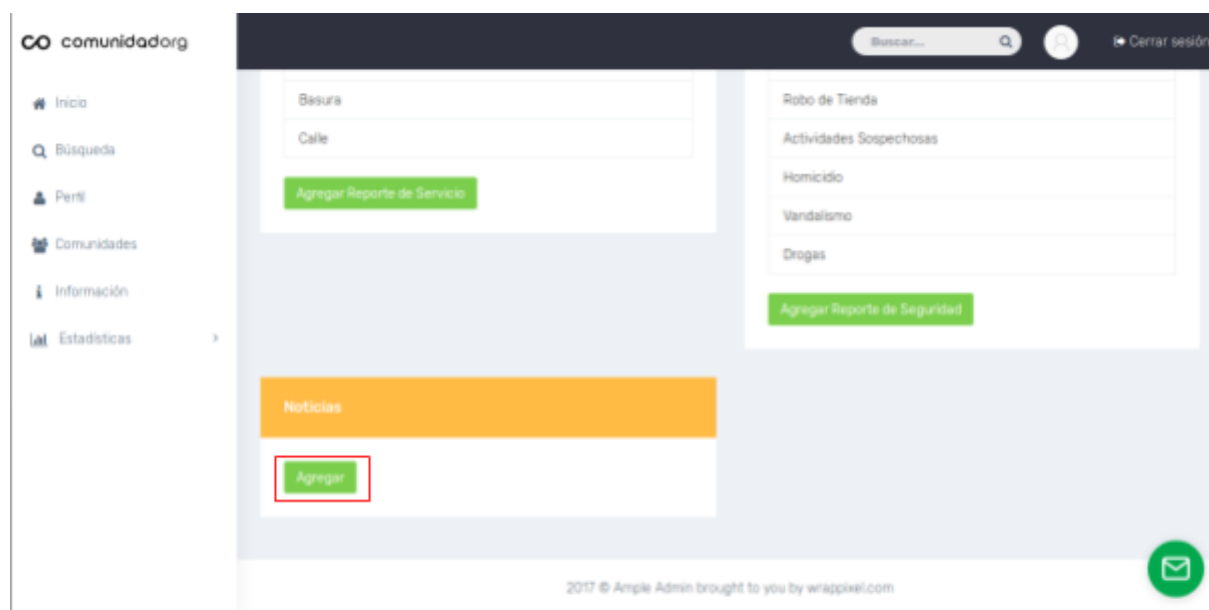 comunidadorg
Buscar...
Cerrar sesión
Inicio
Búsqueda
Perfil
Comunidades
Información
Estadísticas
Basura
Calle
Agregar Reporte de Servicio
Robo de Tienda
Actividades Sospechosas
Homicidio
Vandalismo
Drogas
Agregar Reporte de Seguridad
Noticias
Agregar
2017 © Ample Admin brought to you by wrappixel.com